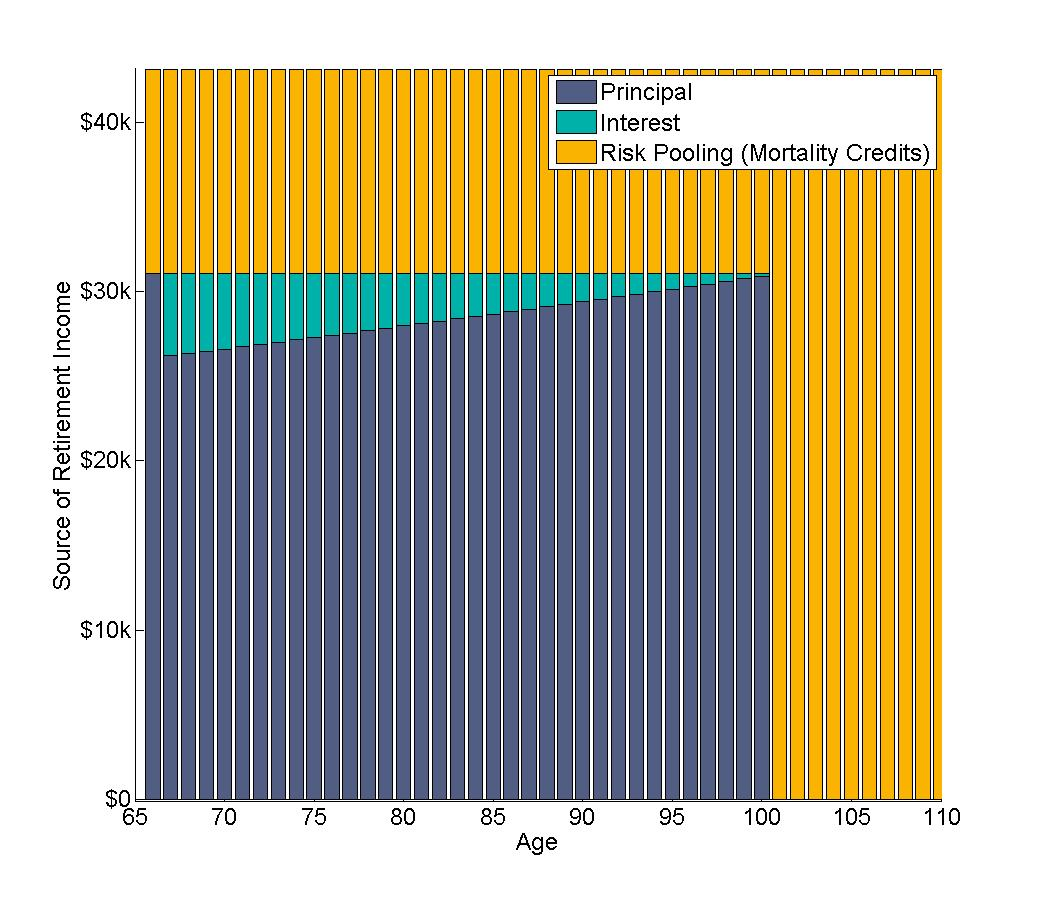 Principal
Interest
Risk Pooling (Mortality Credits)
$40k
$30k
$20k
$10k
$0
Source of Retirement Income
65 70 75 80 85 90 95 100 105 110
Age